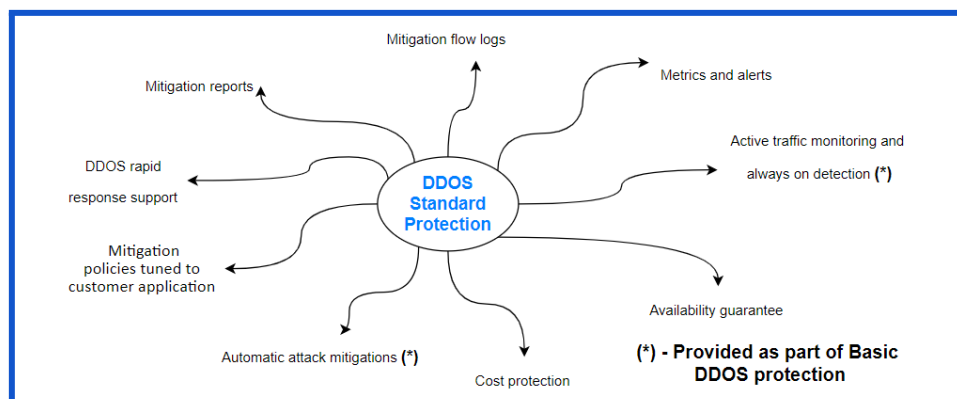 Mitigation flow logs
Metrics and alerts
Mitigation reports
Active traffic monitoring and
always on detection (*)
DDOS rapid
response support
DDOS
Standard
Protection
Mitigation
policies tuned to
customer application
Availability guarantee
Automatic attack mitigations (*)
Cost protection
(*) - Provided as part of Basic
DDOS protection